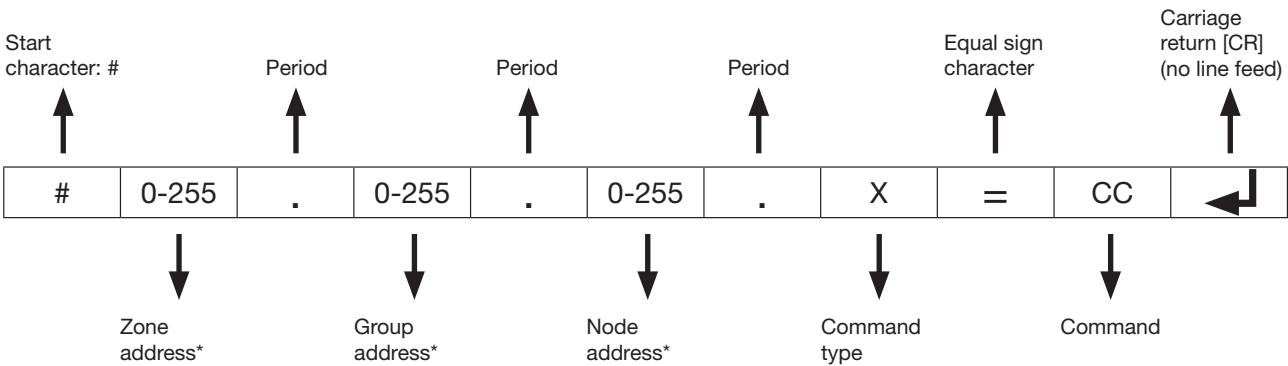 Carriage
Start
Equal sign
return [CR]
character: #
Period
Period
Period
character
(no line feed)
# 0-255 . 0-255 . 0-255 . X = CC
Zone
address*
Group
address*
Node
address*
Command
type
Command